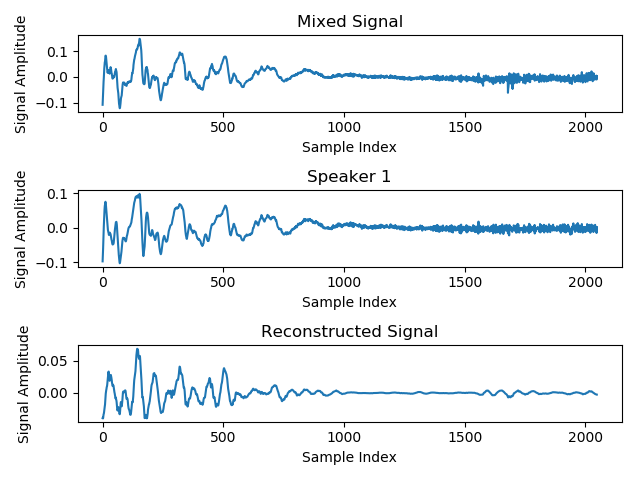 Mixed Signal
Signal Amplitude
0.1
0.0
−0.1
0 500 1000 1500 2000
Sample Index
Speaker 1
Signal Amplitude
0.1
0.0
−0.1
0 500 1000 1500 2000
Sample Index
Reconstructed Signal
Signal Amplitude
0.05
0.00
0 500 1000 1500 2000
Sample Index